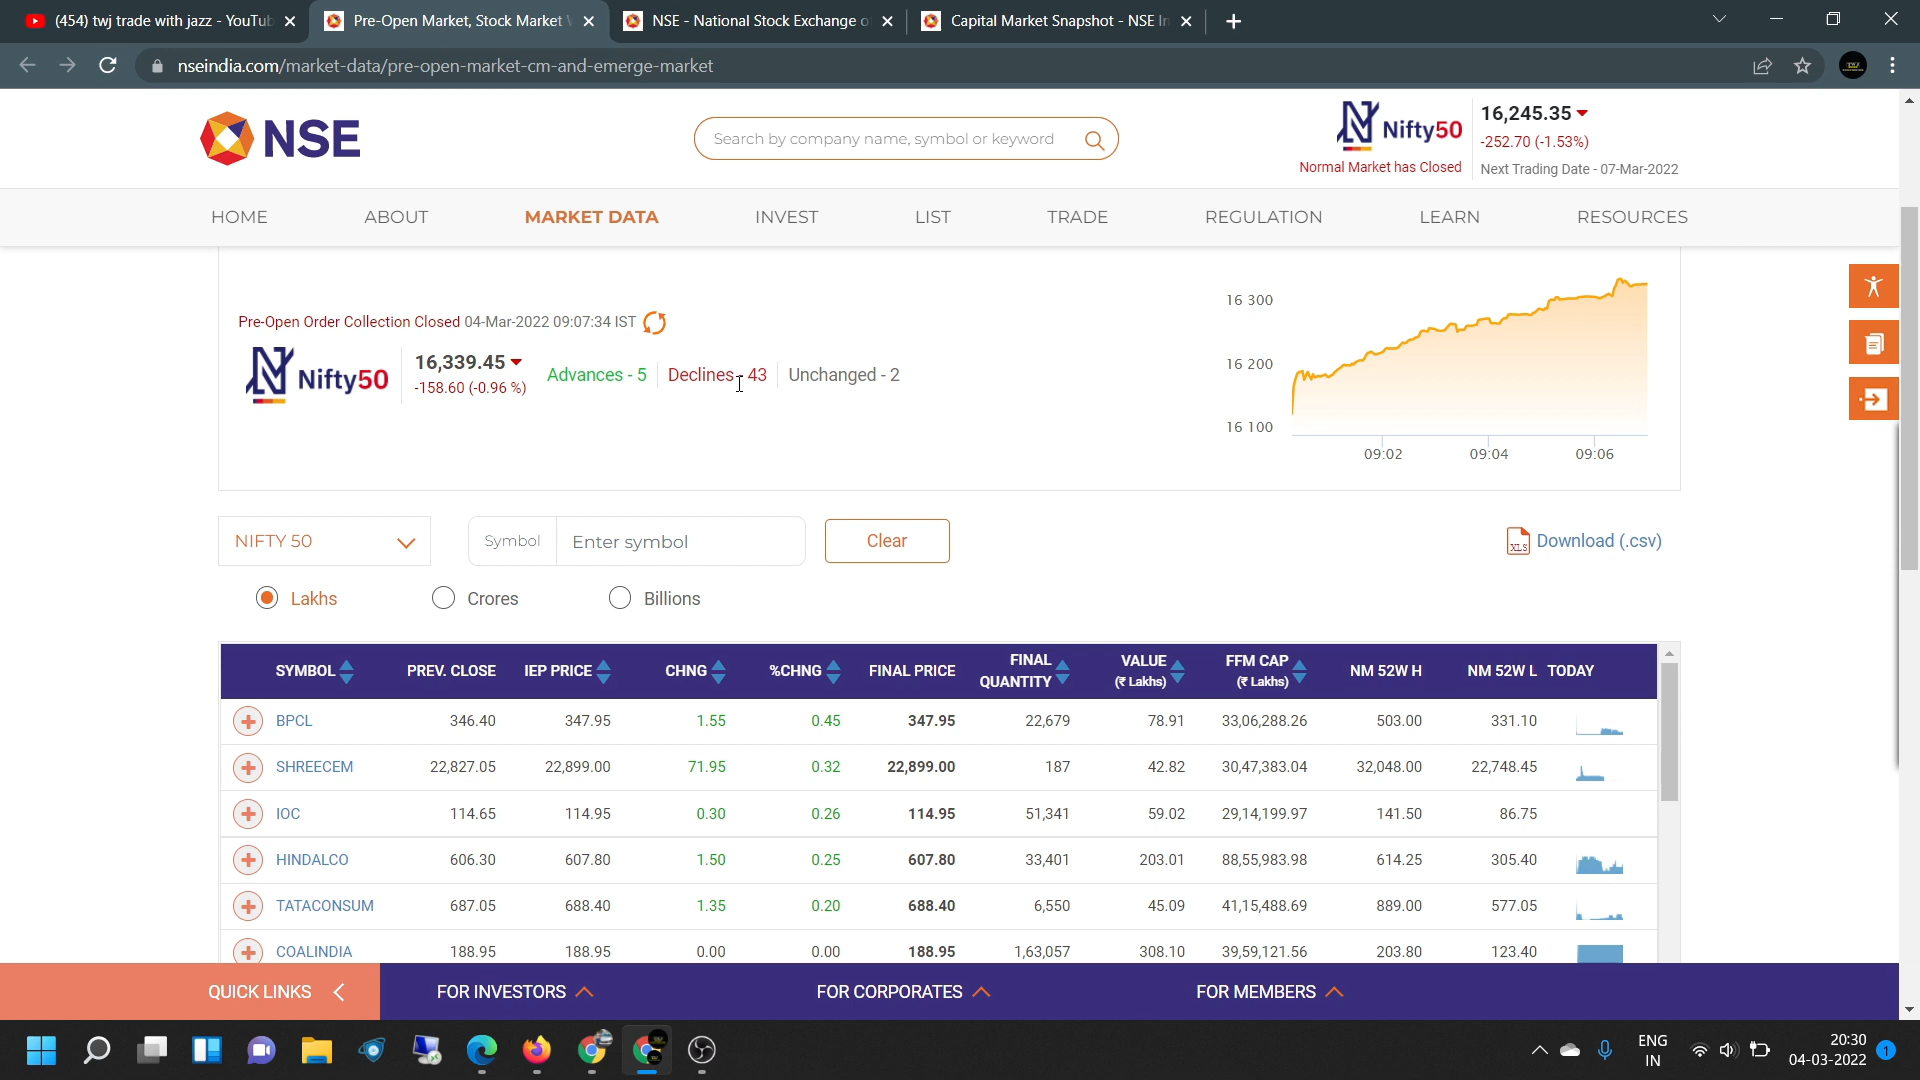 (454) twj trade with jazz - YouTub
Pre-Open Market, Stock Market
NSE - National Stock Exchange o
Capital Market Snapshot - NSE In
nseindia.com/market-data/pre-open-market-cm-and-emerge-market
NSE
Search by company name, symbol or keyword
Nifty50
16,245.35
-252.70 (-1.53%)
Normal Market has Closed
Next Trading Date - 07-Mar-2022
HOME ABOUT MARKET DATA INVEST LIST TRADE REGULATION LEARN RESOURCES
Pre-Open Order Collection Closed 04-Mar-2022 09:07:34 IST
Nifty50
16,339.45
-158.60 (-0.96 %)
Advances - 5
Declines - 43
Unchanged - 2
16 300
16 200
16 100
09:02 09:04 09:06
NIFTY 50
Symbol Enter symbol
Clear
XLS Download (.csv)
Lakhs Crores Billions
SYMBOL PREV. CLOSE IEP PRICE CHNG %CHNG FINAL PRICE FINAL QUANTITY VALUE (₹ Lakhs) FFM CAP (₹ Lakhs) NM 52W H NM 52W L TODAY
BPCL 346.40 347.95 1.55 0.45 347.95 22,679 78.91 33,06,288.26 503.00 331.10
SHREECEM 22,827.05 22,899.00 71.95 0.32 22,899.00 187 42.82 30,47,383.04 32,048.00 22,748.45
IOC 114.65 114.95 0.30 0.26 114.95 51,341 59.02 29,14,199.97 141.50 86.75
HINDALCO 606.30 607.80 1.50 0.25 607.80 33,401 203.01 88,55,983.98 614.25 305.40
TATACONSUM 687.05 688.40 1.35 0.20 688.40 6,550 45.09 41,15,488.69 889.00 577.05
COALINDIA 188.95 188.95 0.00 0.00 188.95 1,63,057 308.10 39,59,121.56 203.80 123.40
QUICK LINKS FOR INVESTORS FOR CORPORATES FOR MEMBERS
ENG
IN
20:30
04-03-2022
1